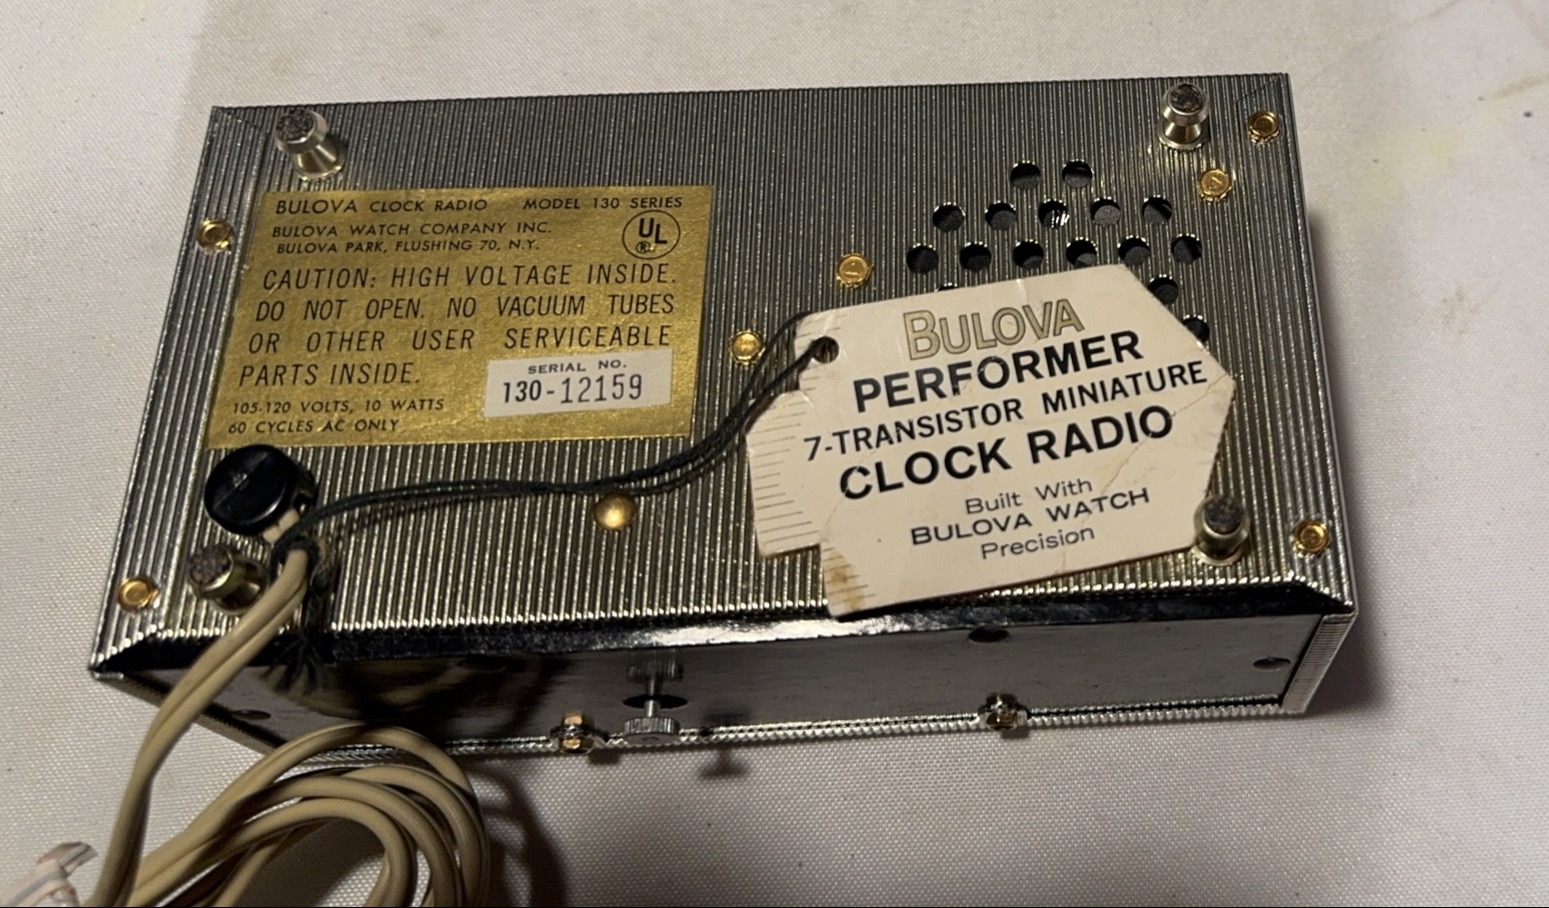 BULOVA CLOCK RADIO MODEL 130 SERIES
BULOVA WATCH COMPANY INC.
BULOVA PARK, FLUSHING 70, N.Y.
UL
®
CAUTION: HIGH VOLTAGE INSIDE.
DO NOT OPEN. NO VACUUM TUBES
OR OTHER USER SERVICEABLE
PARTS INSIDE.
SERIAL NO.
130-12159
105-120 VOLTS, 10 WATTS
60 CYCLES AC ONLY
BULOVA
PERFORMER
7-TRANSISTOR MINIATURE
CLOCK RADIO
Built With
BULOVA WATCH
Precision